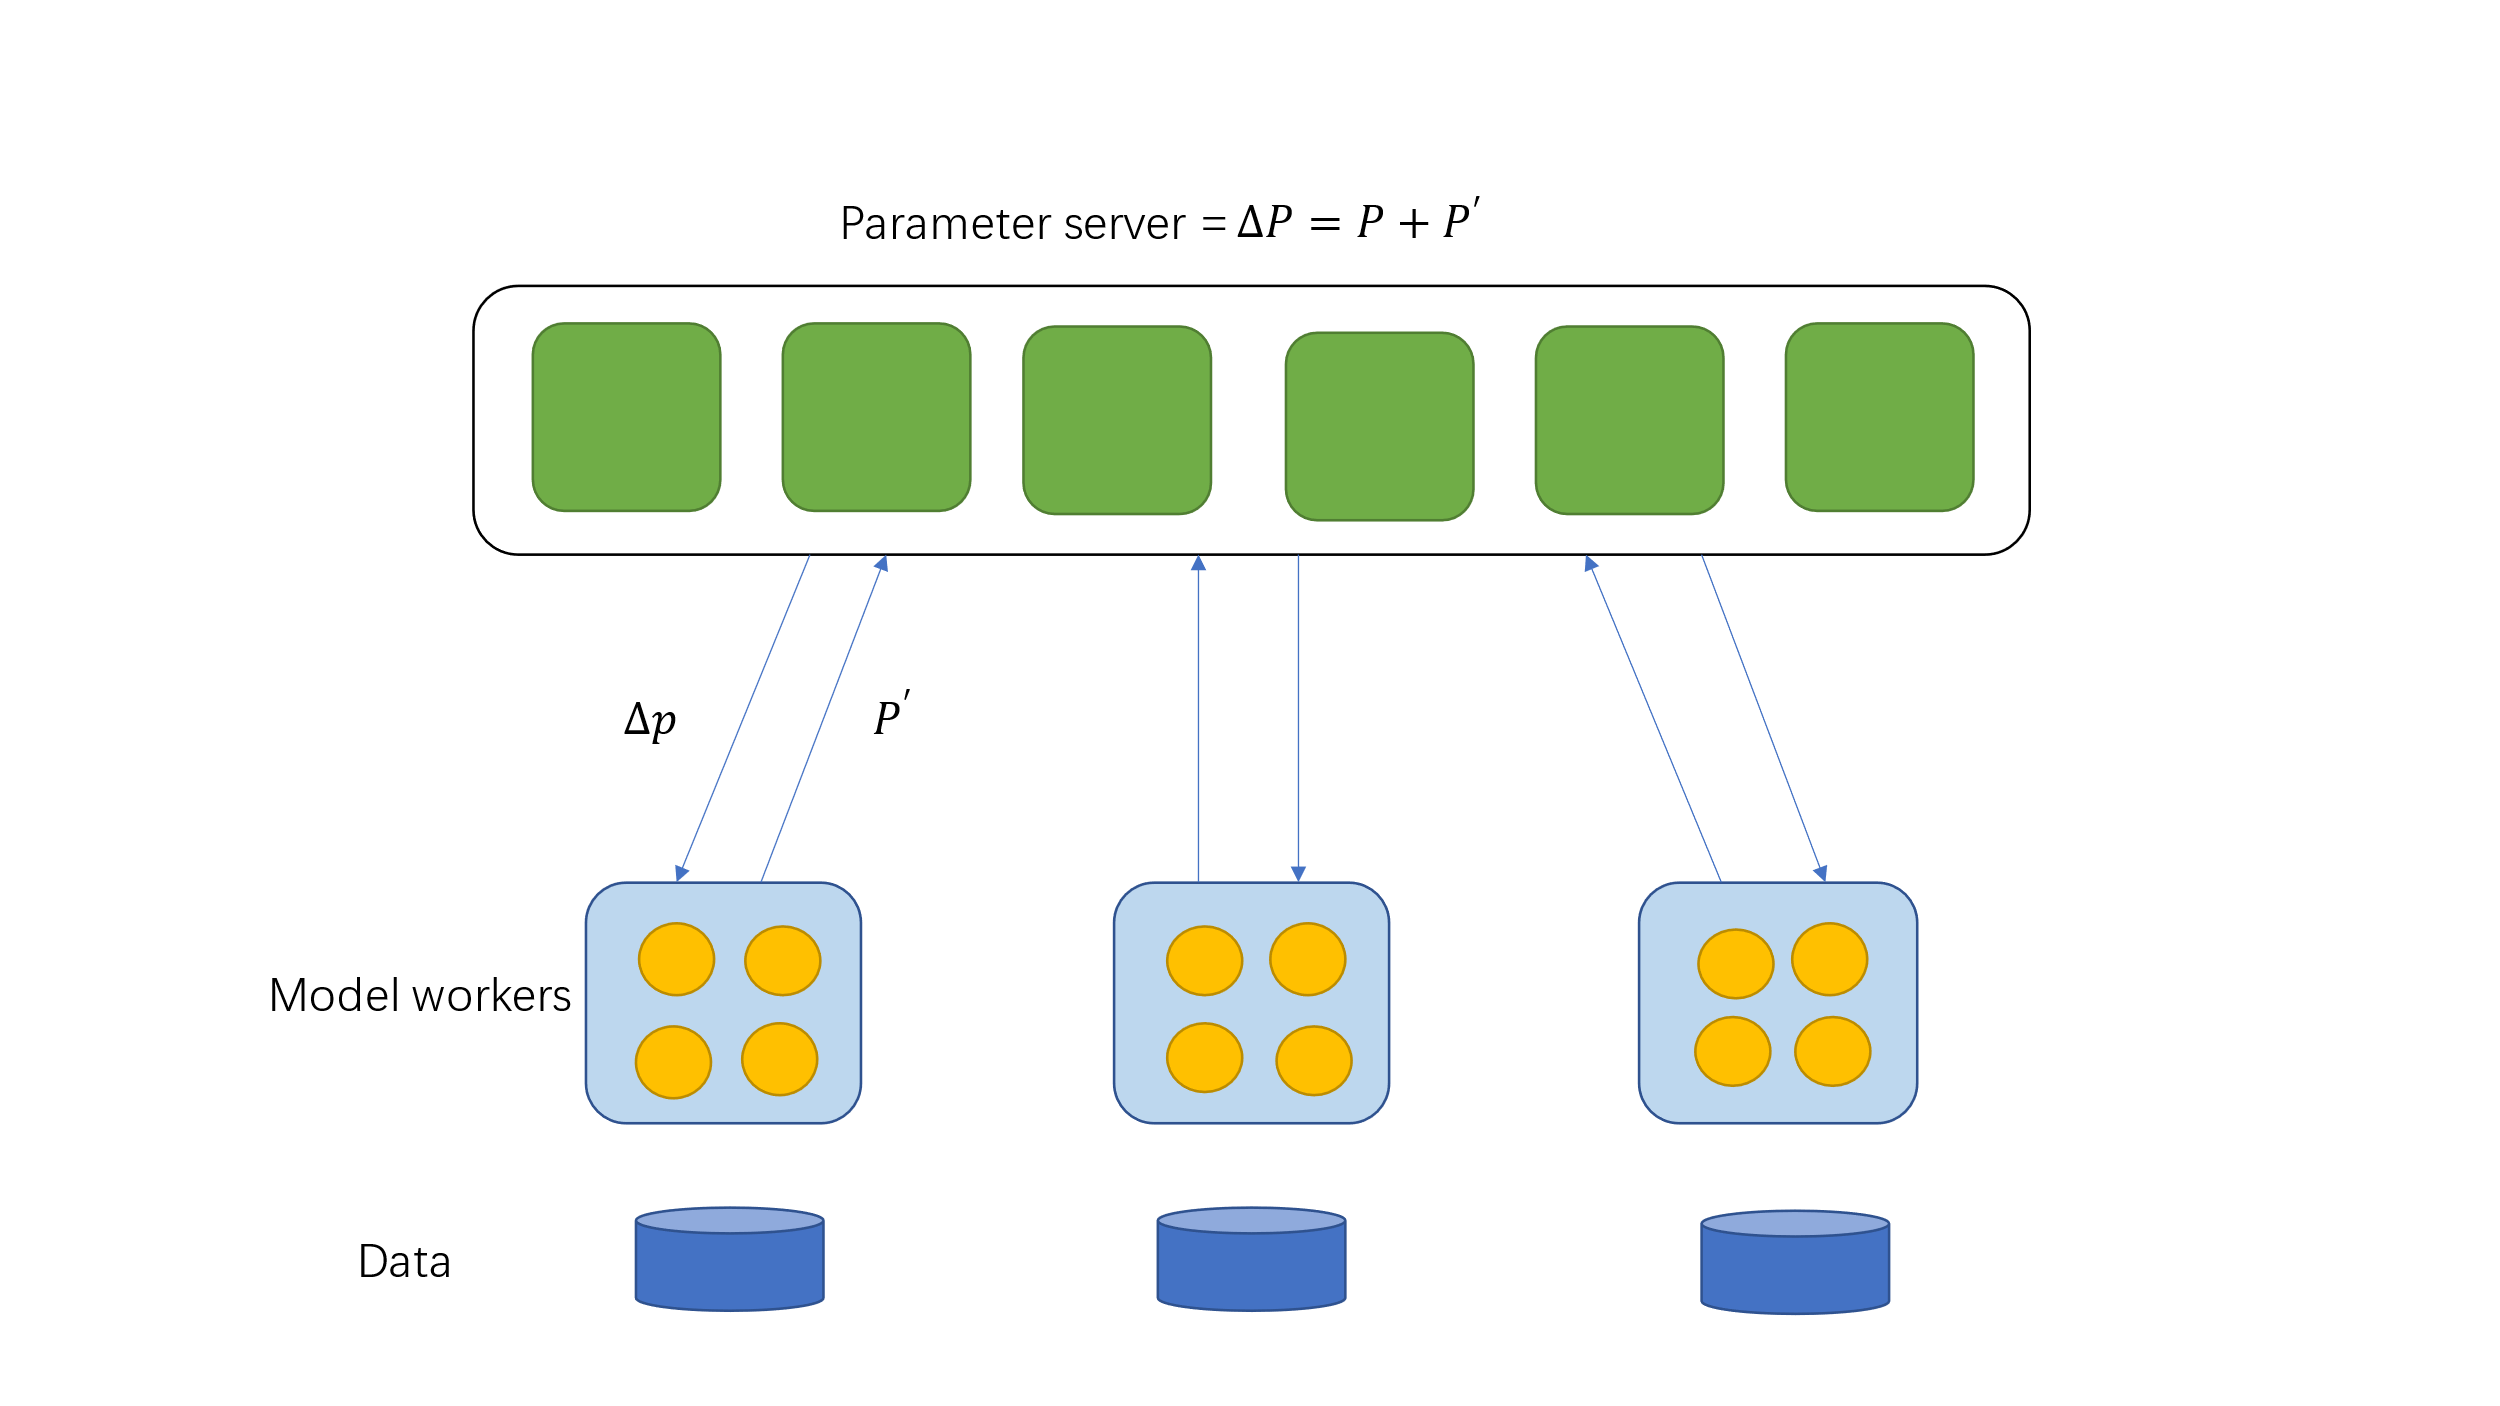 Parameter server = Δ𝑃 = 𝑃 + 𝑃′
Δ𝑝
𝑃′
Model workers
Data